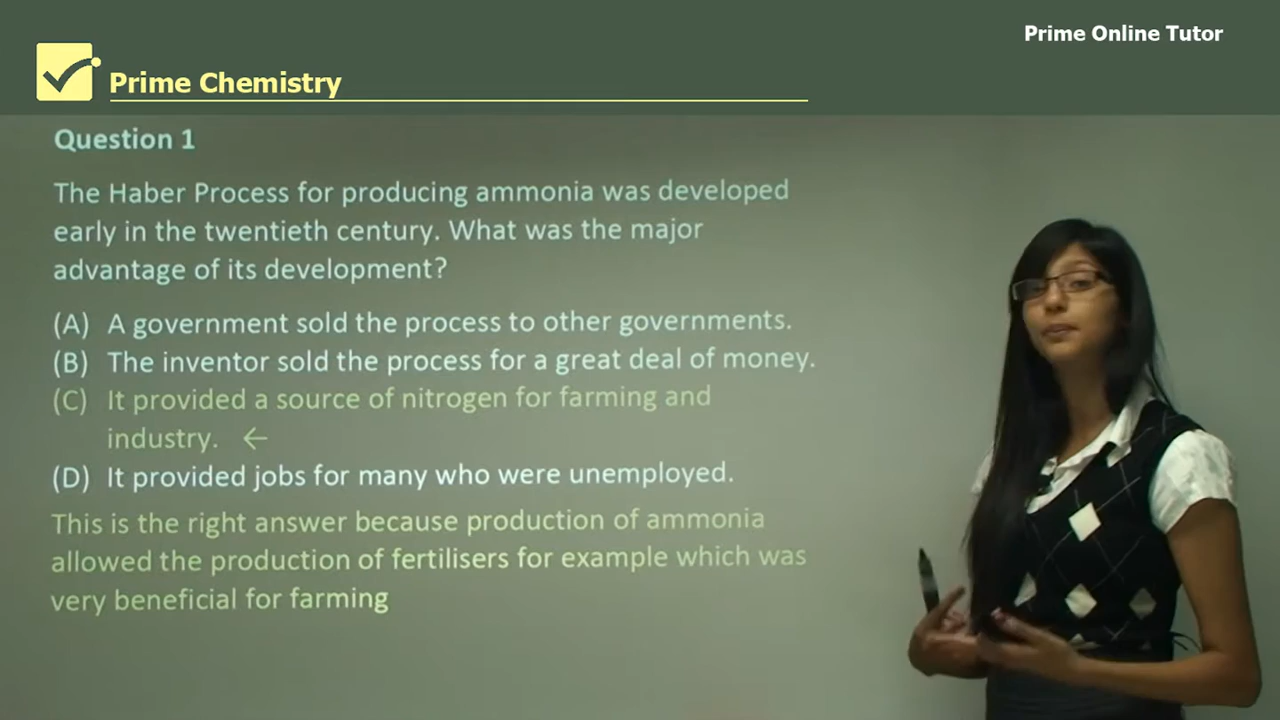 Prime Online Tutor
Prime Chemistry
Question 1
The Haber Process for producing ammonia was developed
early in the twentieth century. What was the major
advantage of its development?
(A) A government sold the process to other governments.
(B) The inventor sold the process for a great deal of money.
(C) It provided a source of nitrogen for farming and
industry. ←
(D) It provided jobs for many who were unemployed.
This is the right answer because production of ammonia
allowed the production of fertilisers for example which was
very beneficial for farming